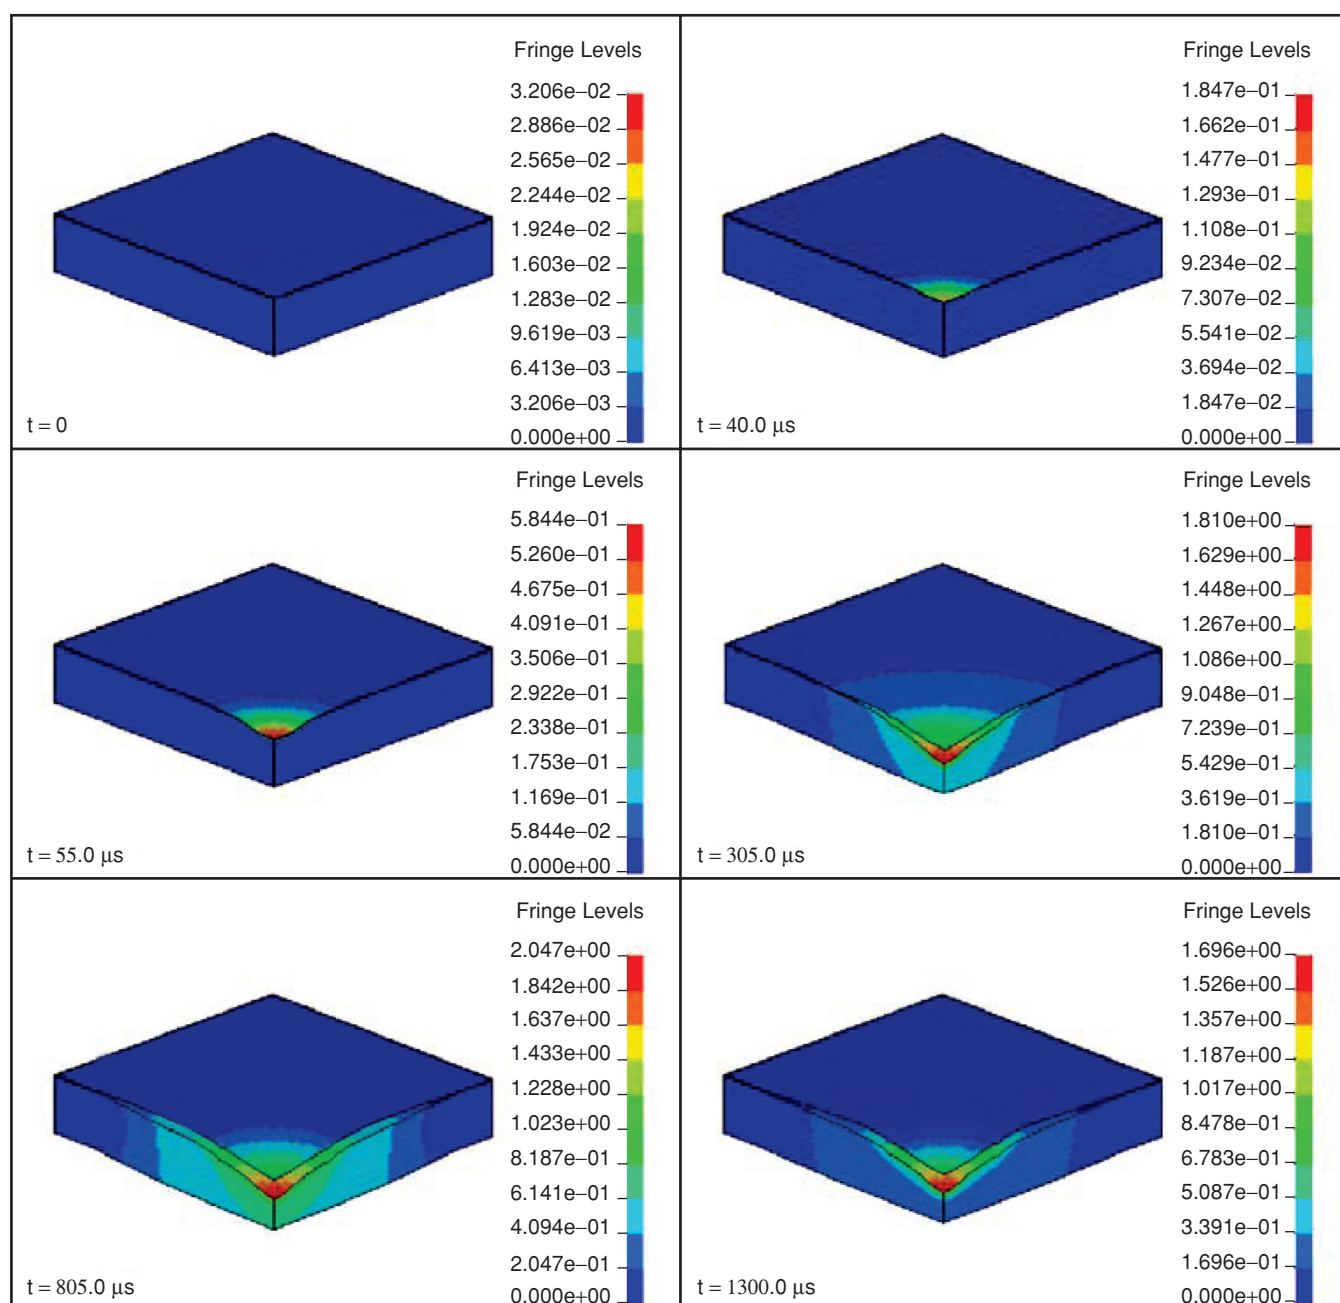 Fringe Levels
3.206e−02
2.886e−02
2.565e−02
2.244e−02
1.924e−02
1.603e−02
1.283e−02
9.619e−03
6.413e−03
3.206e−03
0.000e+00
t = 0
Fringe Levels
1.847e−01
1.662e−01
1.477e−01
1.293e−01
1.108e−01
9.234e−02
7.307e−02
5.541e−02
3.694e−02
1.847e−02
0.000e+00
t = 40.0 μs
Fringe Levels
5.844e−01
5.260e−01
4.675e−01
4.091e−01
3.506e−01
2.922e−01
2.338e−01
1.753e−01
1.169e−01
5.844e−02
0.000e+00
t = 55.0 μs
Fringe Levels
1.810e+00
1.629e+00
1.448e+00
1.267e+00
1.086e+00
9.048e−01
7.239e−01
5.429e−01
3.619e−01
1.810e−01
0.000e+00
t = 305.0 μs
Fringe Levels
2.047e+00
1.842e+00
1.637e+00
1.433e+00
1.228e+00
1.023e+00
8.187e−01
6.141e−01
4.094e−01
2.047e−01
0.000e+00
t = 805.0 μs
Fringe Levels
1.696e+00
1.526e+00
1.357e+00
1.187e+00
1.017e+00
8.478e−01
6.783e−01
5.087e−01
3.391e−01
1.696e−01
0.000e+00
t = 1300.0 μs